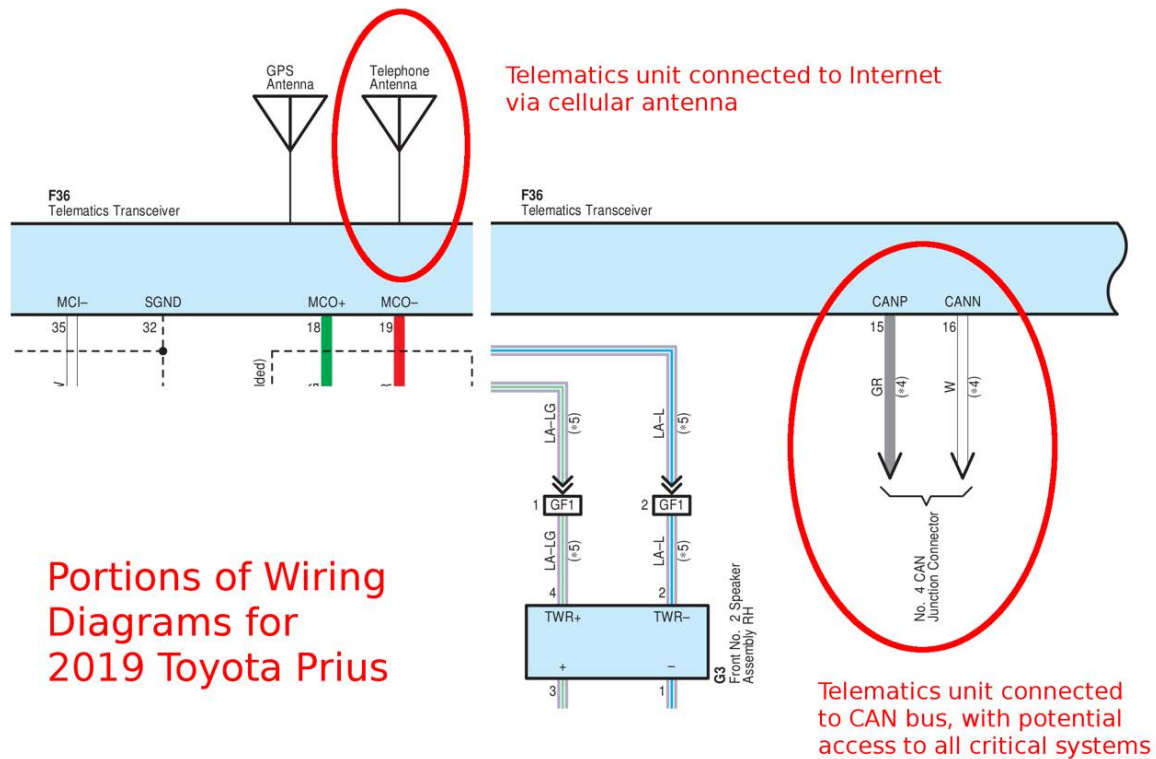 GPS
Antenna
Telephone
Antenna
Telematics unit connected to Internet
via cellular antenna
F36
Telematics Transceiver
F36
Telematics Transceiver
MCI–
SGND
MCO+
MCO–
CANP
CANN
35
32
18
19
15
16
lded)
GR
(*4)
W
(*4)
LA–LG
(*5)
LA–L
(*5)
1
GF1
2
GF1
LA–LG
(*5)
LA–L
(*5)
No. 4 CAN
Junction Connector
4
2
TWR+
TWR–
+
–
3
1
G3
Front No. 2 Speaker
Assembly RH
Portions of Wiring
Diagrams for
2019 Toyota Prius
Telematics unit connected
to CAN bus, with potential
access to all critical systems